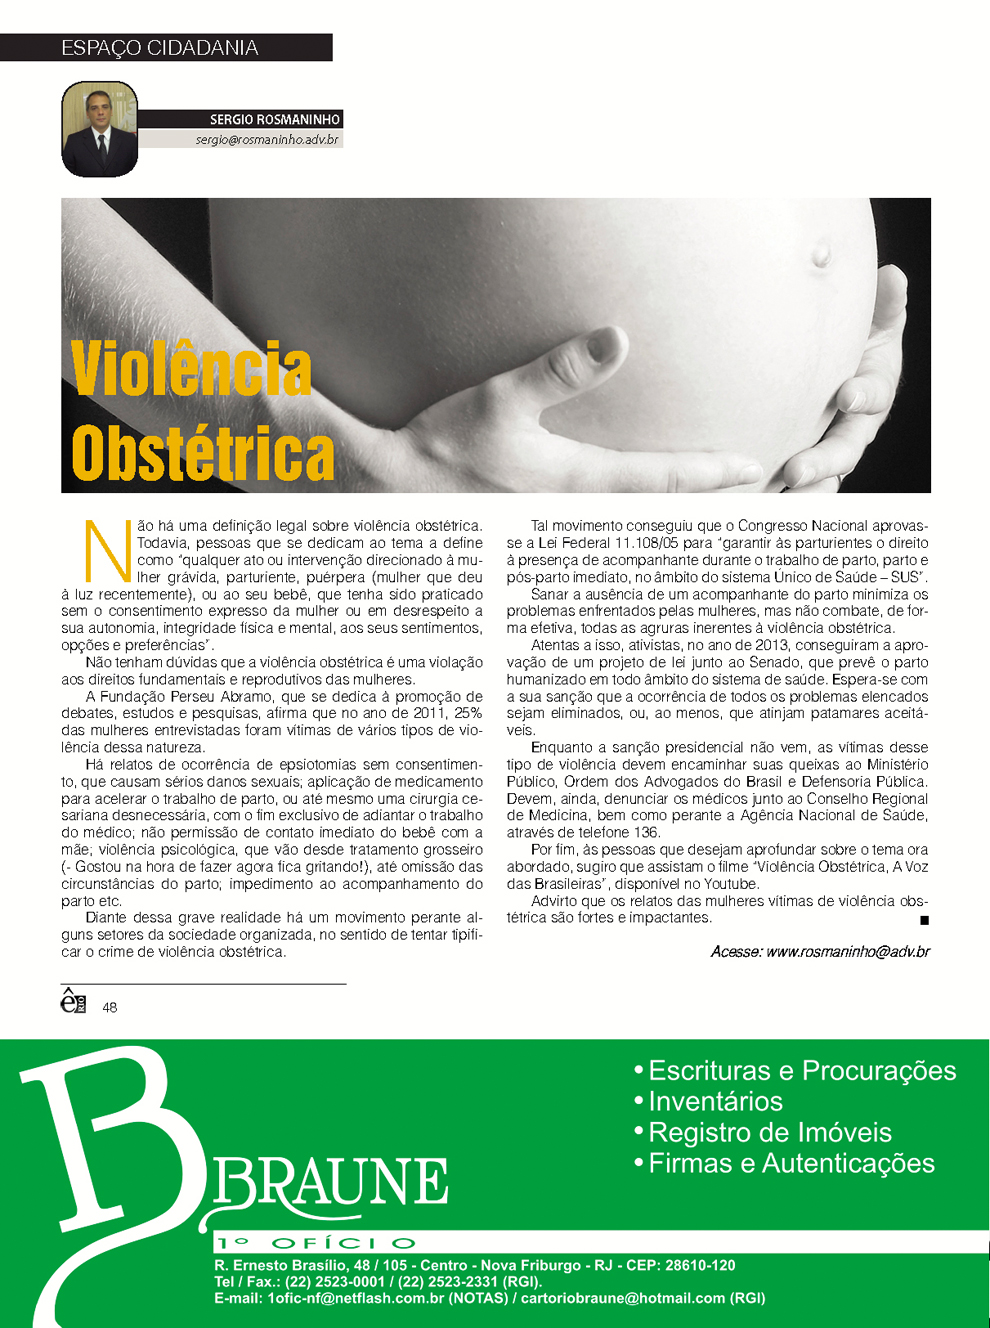 ESPAÇO CIDADANIA
SERGIO ROSMANINHO
sergio@rosmaninho.adv.br
Violência
Obstétrica
Não há uma definição legal sobre violência obstétrica.
Todavia, pessoas que se dedicam ao tema a define
como “qualquer ato ou intervenção direcionado à mu-
lher grávida, parturiente, puérpera (mulher que deu
à luz recentemente), ou ao seu bebê, que tenha sido praticado
sem o consentimento expresso da mulher ou em desrespeito a
sua autonomia, integridade física e mental, aos seus sentimentos,
opções e preferências”.
Não tenham dúvidas que a violência obstétrica é uma violação
aos direitos fundamentais e reprodutivos das mulheres.
A Fundação Perseu Abramo, que se dedica à promoção de
debates, estudos e pesquisas, afirma que no ano de 2011, 25%
das mulheres entrevistadas foram vítimas de vários tipos de vio-
lência dessa natureza.
Há relatos de ocorrência de epsiotomias sem consentimen-
to, que causam sérios danos sexuais; aplicação de medicamento
para acelerar o trabalho de parto, ou até mesmo uma cirurgia ce-
sariana desnecessária, com o fim exclusivo de adiantar o trabalho
do médico; não permissão de contato imediato do bebê com a
mãe; violência psicológica, que vão desde tratamento grosseiro
(- Gostou na hora de fazer agora fica gritando!), até omissão das
circunstâncias do parto; impedimento ao acompanhamento do
parto etc.
Diante dessa grave realidade há um movimento perante al-
guns setores da sociedade organizada, no sentido de tentar tipifi-
car o crime de violência obstétrica.
Tal movimento conseguiu que o Congresso Nacional aprovas-
se a Lei Federal 11.108/05 para “garantir às parturientes o direito
à presença de acompanhante durante o trabalho de parto, parto e
pós-parto imediato, no âmbito do sistema Único de Saúde – SUS”.
Sanar a ausência de um acompanhante do parto minimiza os
problemas enfrentados pelas mulheres, mas não combate, de for-
ma efetiva, todas as agruras inerentes à violência obstétrica.
Atentas a isso, ativistas, no ano de 2013, conseguiram a apro-
vação de um projeto de lei junto ao Senado, que prevê o parto
humanizado em todo âmbito do sistema de saúde. Espera-se com
a sua sanção que a ocorrência de todos os problemas elencados
sejam eliminados, ou, ao menos, que atinjam patamares aceitá-
veis.
Enquanto a sanção presidencial não vem, as vítimas desse
tipo de violência devem encaminhar suas queixas ao Ministério
Público, Ordem dos Advogados do Brasil e Defensoria Pública.
Devem, ainda, denunciar os médicos junto ao Conselho Regional
de Medicina, bem como perante a Agência Nacional de Saúde,
através de telefone 136.
Por fim, às pessoas que desejam aprofundar sobre o tema ora
abordado, sugiro que assistam o filme “Violência Obstétrica, A Voz
das Brasileiras”, disponível no Youtube.
Advirto que os relatos das mulheres vítimas de violência obs-
tétrica são fortes e impactantes.
Acesse: www.rosmaninho@adv.br
ê RIO 48
B BRAUNE
1º OFÍCIO
• Escrituras e Procurações
• Inventários
• Registro de Imóveis
• Firmas e Autenticações
R. Ernesto Brasílio, 48 / 105 - Centro - Nova Friburgo - RJ - CEP: 28610-120
Tel / Fax.: (22) 2523-0001 / (22) 2523-2331 (RGI).
E-mail: 1ofic-nf@netflash.com.br (NOTAS) / cartoriobraune@hotmail.com (RGI)